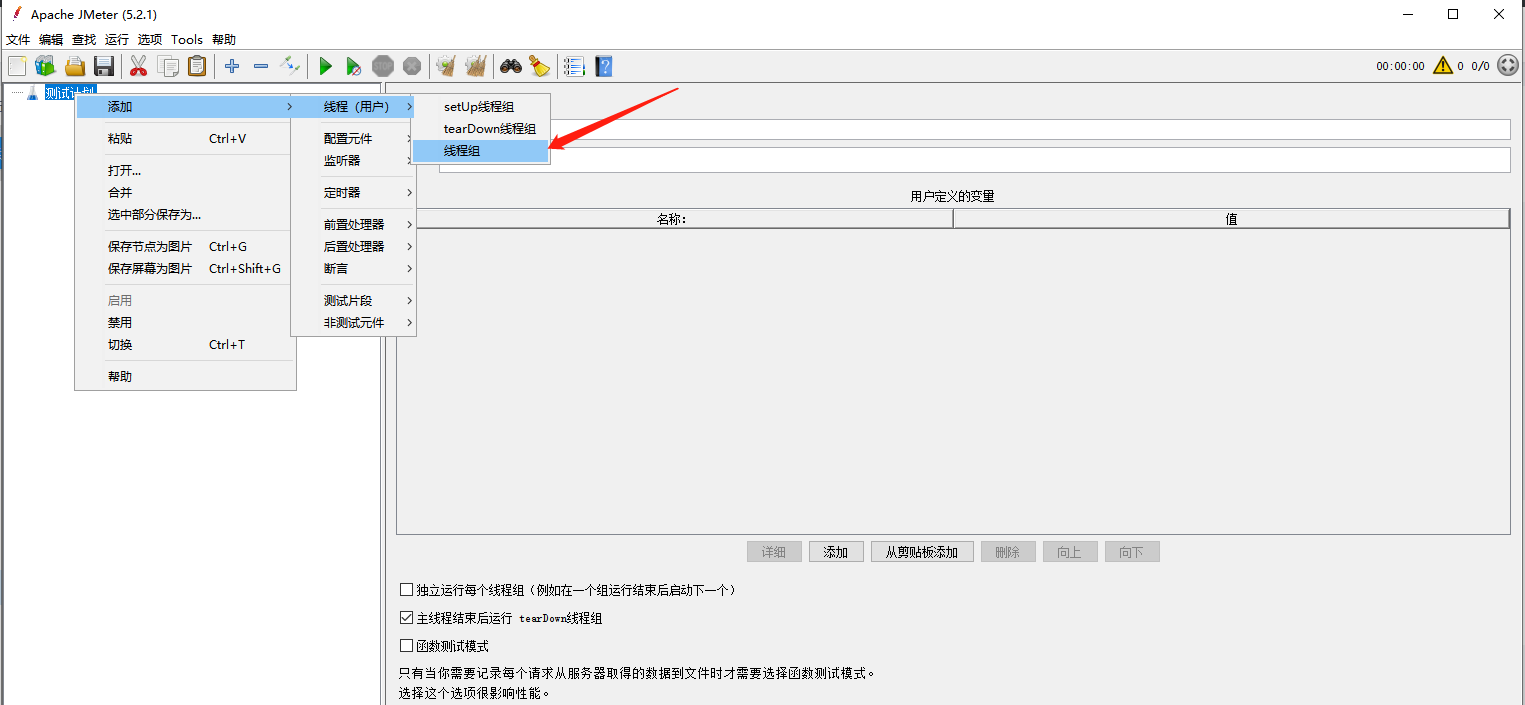 Apache JMeter (5.2.1)
文件 编辑 查找 运行 选项 Tools 帮助
STOP
00:00:00 0 0/0
测试计划
添加
粘贴 Ctrl+V
打开...
合并
选中部分保存为...
保存节点为图片 Ctrl+G
保存屏幕为图片 Ctrl+Shift+G
启用
禁用
切换 Ctrl+T
帮助
线程（用户）
配置元件
监听器
定时器
前置处理器
后置处理器
断言
测试片段
非测试元件
setUp线程组
tearDown线程组
线程组
用户定义的变量
名称: 值
详细 添加 从剪贴板添加 删除 向上 向下
独立运行每个线程组（例如在一个组运行结束后启动下一个）
主线程结束后运行 tearDown线程组
函数测试模式
只有当你需要记录每个请求从服务器取得的数据到文件时才需要选择函数测试模式。
选择这个选项很影响性能。